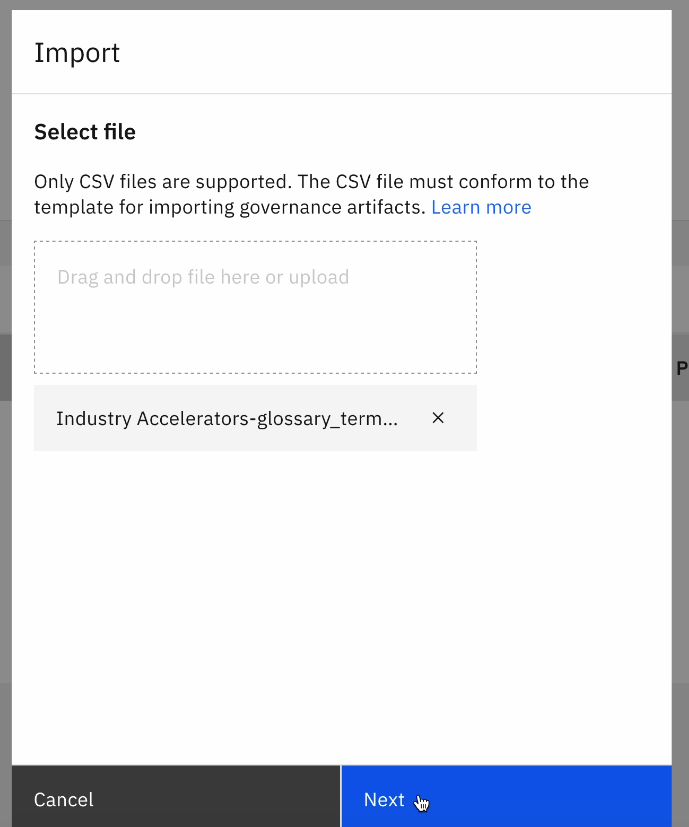 Import
Select file
Only CSV files are supported. The CSV file must conform to the
template for importing governance artifacts. Learn more
Drag and drop file here or upload
Industry Accelerators-glossary_term...
P
Cancel
Next